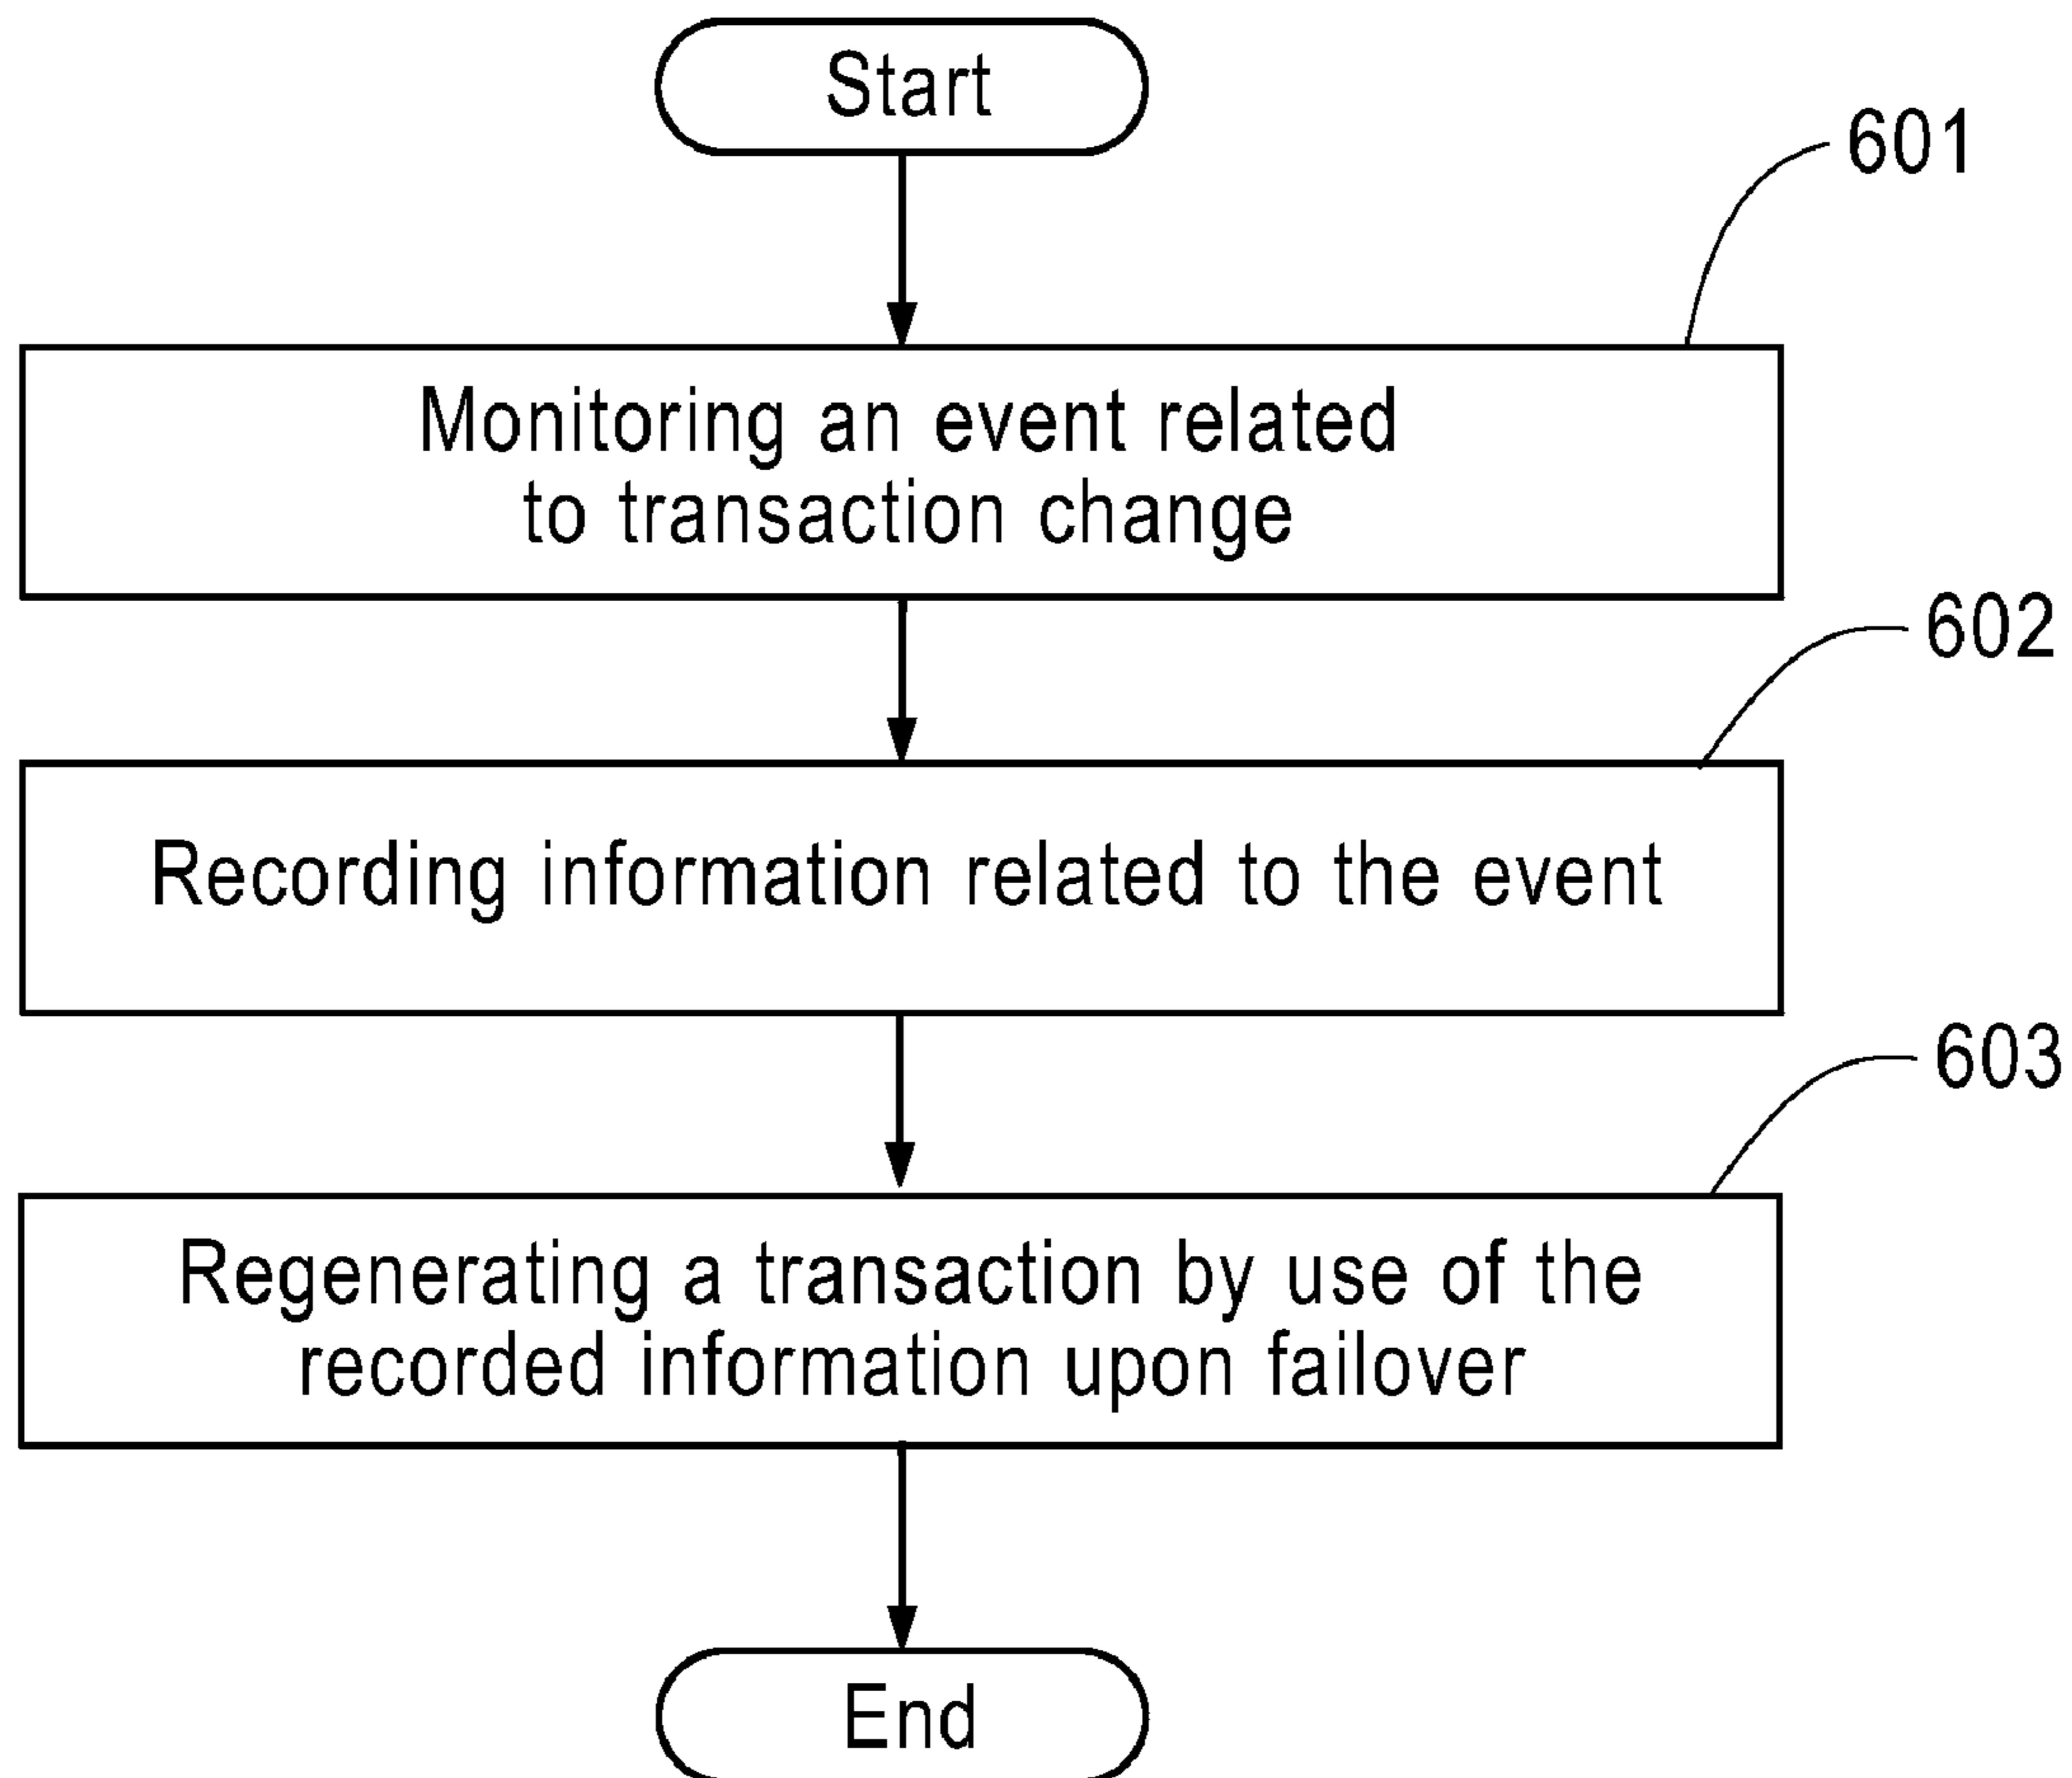 Start
601
Monitoring an event related
to transaction change
602
Recording information related to the event
603
Regenerating a transaction by use of the
recorded information upon failover
End